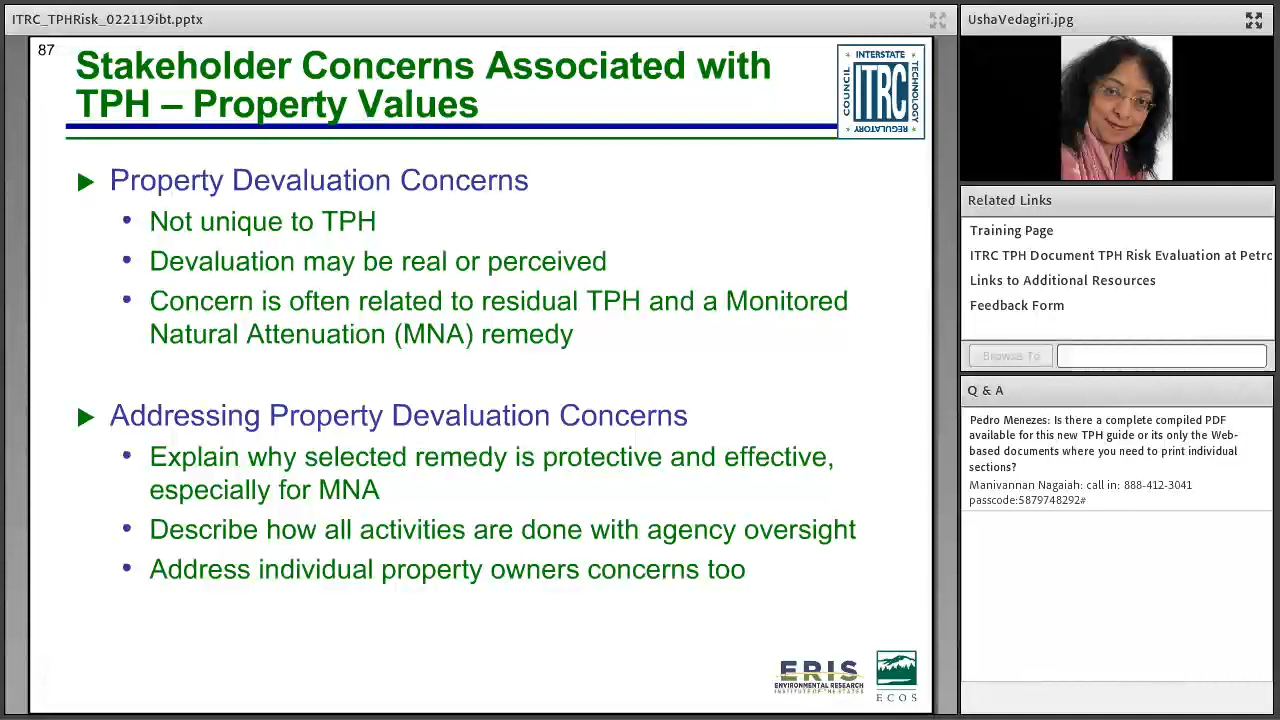 ITRC_TPHRisk_022119ibt.pptx
87
Stakeholder Concerns Associated with
TPH – Property Values
INTERSTATE
TECHNOLOGY
REGULATORY
COUNCIL
ITRC
Property Devaluation Concerns
Not unique to TPH
Devaluation may be real or perceived
Concern is often related to residual TPH and a Monitored
Natural Attenuation (MNA) remedy
Addressing Property Devaluation Concerns
Explain why selected remedy is protective and effective,
especially for MNA
Describe how all activities are done with agency oversight
Address individual property owners concerns too
ERIS
ENVIRONMENTAL RESEARCH
INSTITUTE OF THE STATES
ECOS
UshaVedagiri.jpg
Related Links
Training Page
ITRC TPH Document TPH Risk Evaluation at Petrc
Links to Additional Resources
Feedback Form
Browse To
Q & A
Pedro Menezes: Is there a complete compiled PDF
available for this new TPH guide or its only the Web-
based documents where you need to print individual
sections?
Manivannan Nagaiah: call in: 888-412-3041
passcode:5879748292#